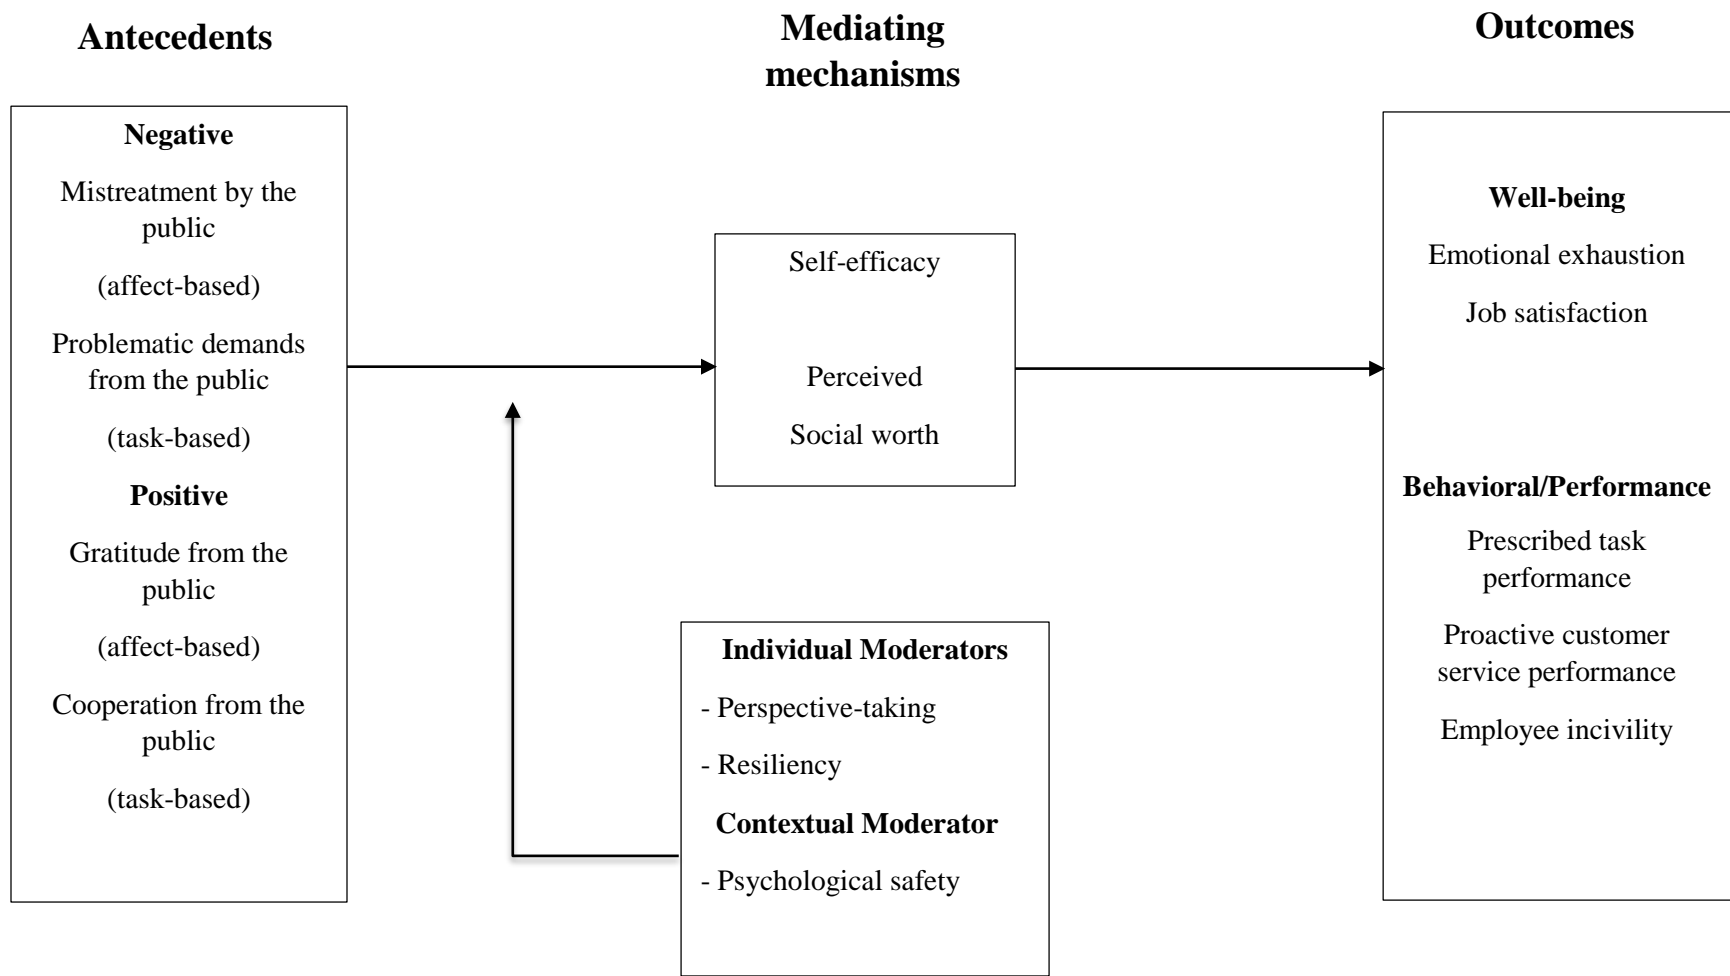 Antecedents
Mediating
mechanisms
Outcomes
Negative
Mistreatment by the
public
(affect-based)
Problematic demands
from the public
(task-based)
Positive
Gratitude from the
public
(affect-based)
Cooperation from the
public
(task-based)
Self-efficacy
Perceived
Social worth
Individual Moderators
- Perspective-taking
- Resiliency
Contextual Moderator
- Psychological safety
Well-being
Emotional exhaustion
Job satisfaction
Behavioral/Performance
Prescribed task
performance
Proactive customer
service performance
Employee incivility